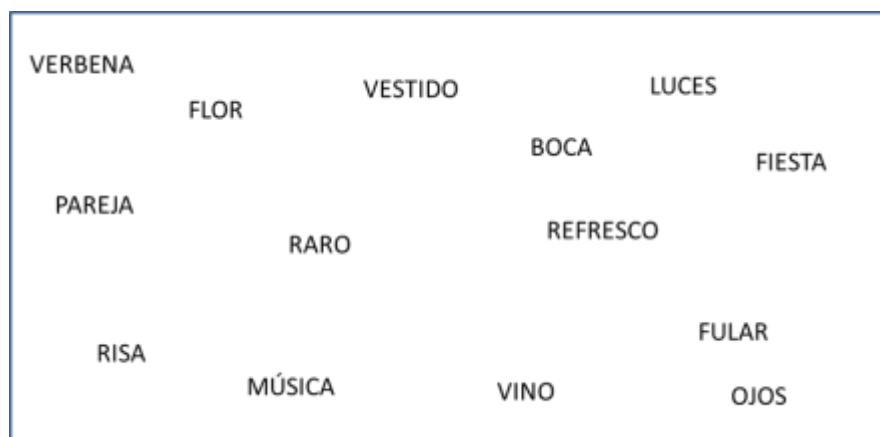 VERBENA
FLOR
VESTIDO
LUCES
BOCA
FIESTA
PAREJA
RARO
REFRESCO
FULAR
RISA
MÚSICA
VINO
OJOS